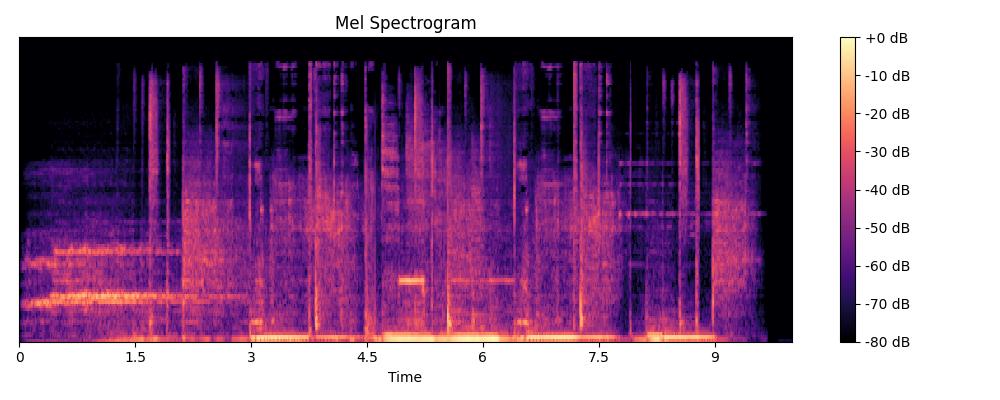 Mel Spectrogram
+0 dB
-10 dB
-20 dB
-30 dB
-40 dB
-50 dB
-60 dB
-70 dB
-80 dB
0 1.5 3 4.5 6 7.5 9
Time